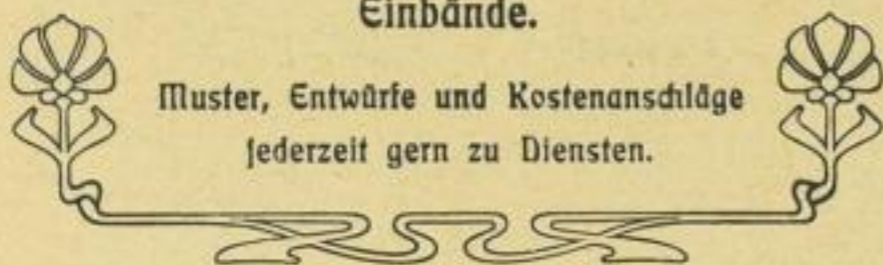 Einbände.
Muster, Entwürfe und Kostenanschläge
jederzeit gern zu Diensten.